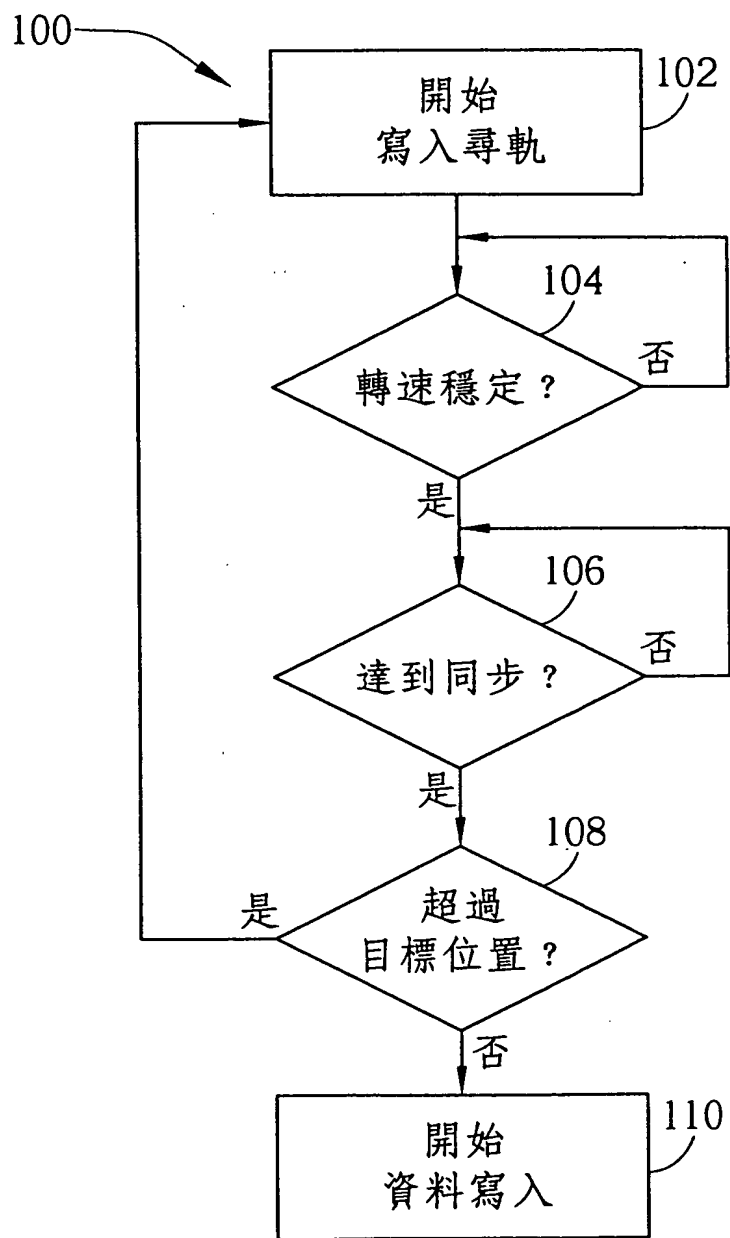 100
102
開始
寫入尋軌
104
轉速穩定？
否
是
106
達到同步？
否
是
108
超過
目標位置？
是
否
110
開始
資料寫入